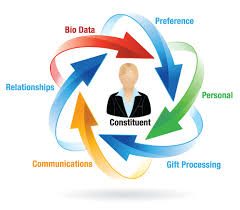 Bio Data
Preference
Relationships
Personal
Constituent
Communications
Gift Processing